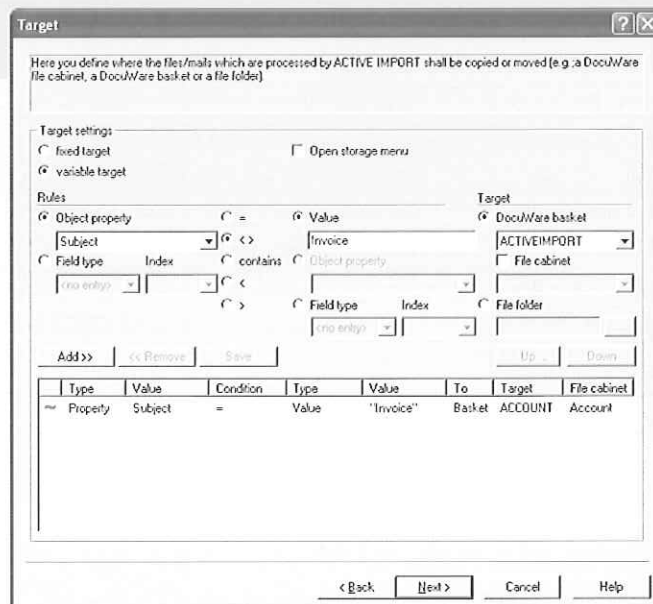 Target
Here you define where the files/mails which are processed by ACTIVE IMPORT shall be copied or moved (e.g.:a DocuWare
file cabinet, a DocuWare basket or a file folder).
Target settings
fixed target
Open storage menu
variable target
Rules
Target
Object property
=
Value
DocuWare basket
Subject
<>
Invoice
ACTIVEIMPORT
Field type Index
contains
Object property
File cabinet
<no entry>
<
>
Field type Index
File folder
<no entry>
Add >> << Remove Save Up .. Down
Type Value Condition Type Value To Target File cabinet
~ Property Subject = Value "Invoice" Basket ACCOUNT Account
< Back Next > Cancel Help